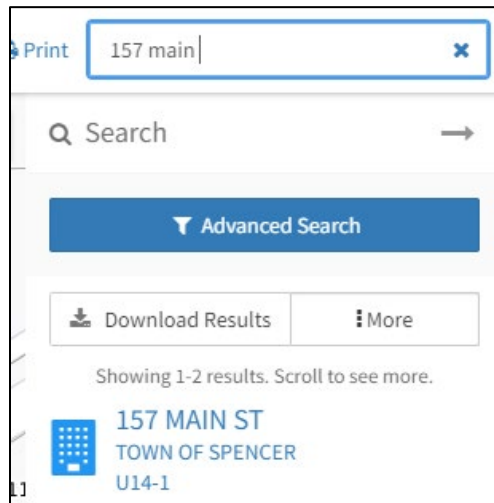 Print
157 main
Search
Advanced Search
Download Results
More
Showing 1-2 results. Scroll to see more.
157 MAIN ST
TOWN OF SPENCER
U14-1